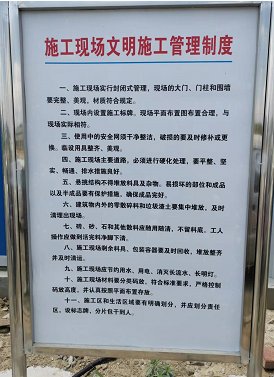 施工现场文明施工管理制度
一、施工现场实行封闭式管理，现场的大门、门柱和围墙
要完整、美观，材质符合规定。
二、现场内设置施工标牌，现场平面布置图布置合理，与
现场实际相符。
三、使用中的安全网须干净整洁，破损的要及时修补或更
换。临设用具整齐、美观。
四、施工现场主要道路，必须进行硬化处理，要平整、坚
实、畅通，排水措施良好。
五、悬挑结构不得堆放料具及杂物。易损坏的部位和成品
以及半成品要有保护措施，确保成品完好。
六、建筑物内外的零散碎料和垃圾渣土要集中堆放，及时
清理出现场。
七、砖、砂、石和其他散料应随用随清，不留料底。工人
操作应做到活完料净脚下清。
八、施工现场剩余料具、包装容器要及时回收，堆放整齐
并及时清运。
九、施工现场应节约用水、用电，消灭长流水、长明灯。
十、施工现场材料要分类码放，符合标准要求，严格控制
码放高度，并认真按照平面布置存放。
十一、施工区和生活区域要有明确划分，并应划分责任
区，设标志牌，分片包干到人。